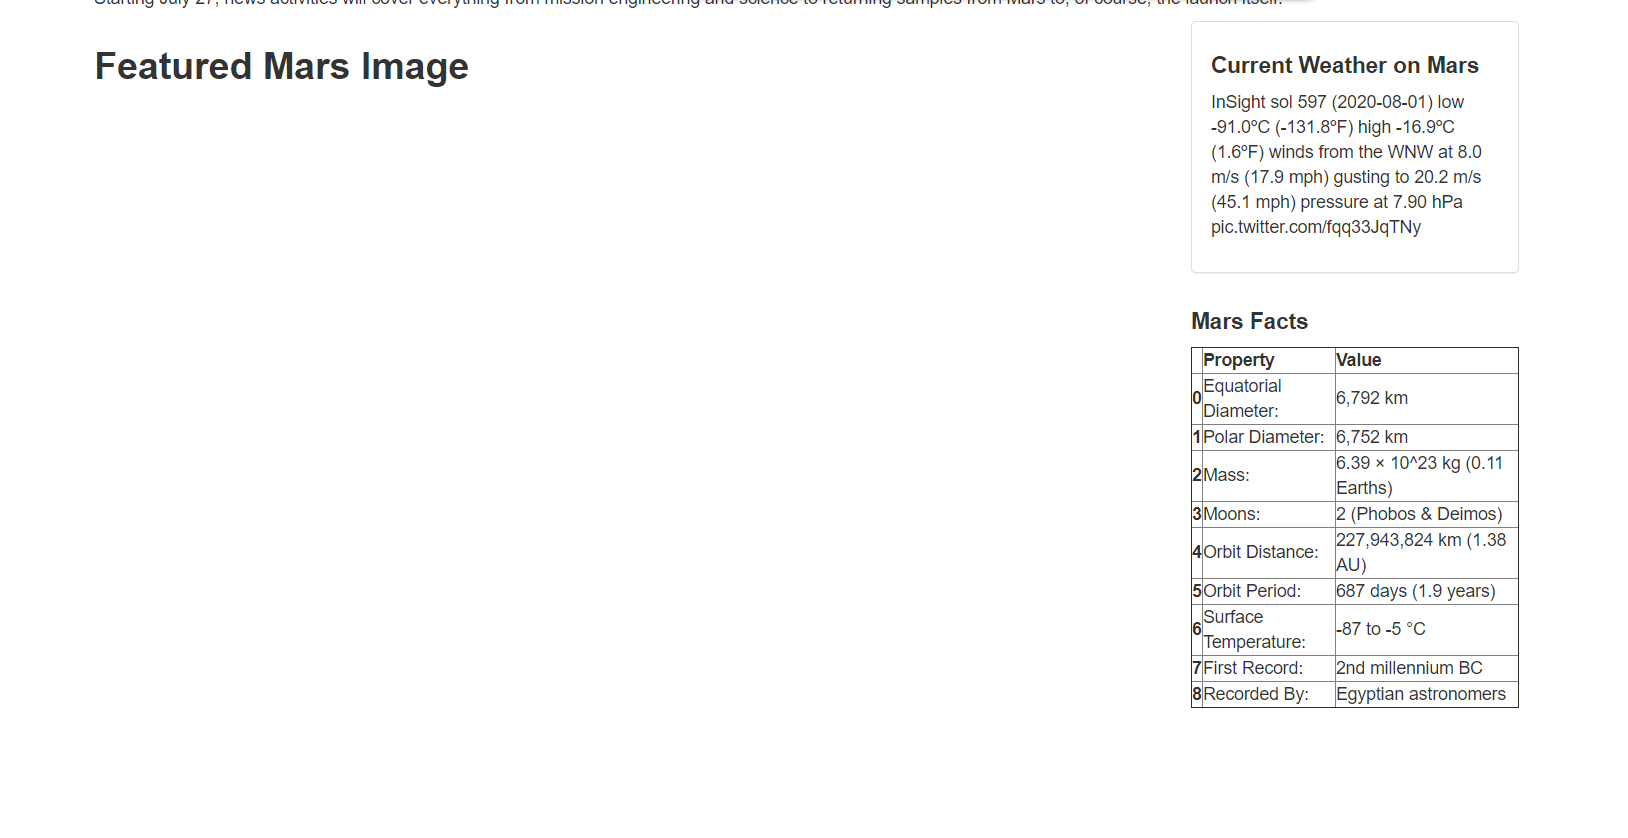 Starting July 27, news activities will cover everything from mission engineering and science to returning samples from Mars to, of course, the launch itself.
Featured Mars Image
Current Weather on Mars
InSight sol 597 (2020-08-01) low
-91.0ºC (-131.8ºF) high -16.9ºC
(1.6ºF) winds from the WNW at 8.0
m/s (17.9 mph) gusting to 20.2 m/s
(45.1 mph) pressure at 7.90 hPa
pic.twitter.com/fqq33JqTNy
Mars Facts
Property Value
0 Equatorial Diameter: 6,792 km
1 Polar Diameter: 6,752 km
2 Mass: 6.39 × 10^23 kg (0.11 Earths)
3 Moons: 2 (Phobos & Deimos)
4 Orbit Distance: 227,943,824 km (1.38 AU)
5 Orbit Period: 687 days (1.9 years)
6 Surface Temperature: -87 to -5 °C
7 First Record: 2nd millennium BC
8 Recorded By: Egyptian astronomers